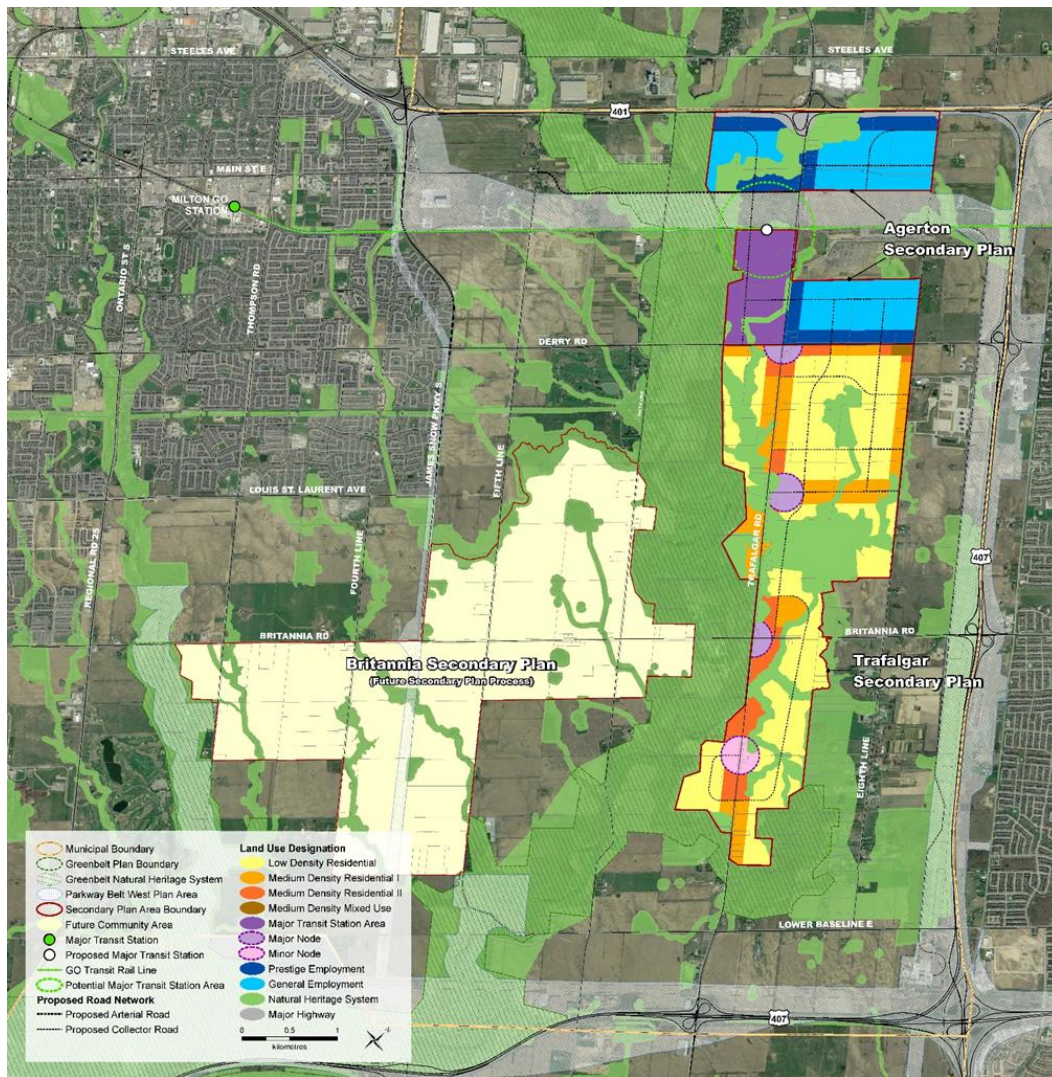 STEELES AVE
STEELES AVE
401
MAIN ST E
MILTON GO
STATION
Agerton
Secondary Plan
ONTARIO ST S
THOMPSON RD
DERRY RD
JAMES SNOW PKWY S
FIFTH LINE
LOUIS ST. LAURENT AVE
TRAFALGAR RD
407
REGIONAL RD 25
FOURTH LINE
BRITANNIA RD
BRITANNIA RD
Britannia Secondary Plan
(Future Secondary Plan Process)
Trafalgar
Secondary Plan
EIGHTH LINE
LOWER BASELINE E
407
Municipal Boundary
Greenbelt Plan Boundary
Greenbelt Natural Heritage System
Parkway Belt West Plan Area
Secondary Plan Area Boundary
Future Community Area
Major Transit Station
Proposed Major Transit Station
GO Transit Rail Line
Potential Major Transit Station Area
Proposed Road Network
Proposed Arterial Road
Proposed Collector Road
Land Use Designation
Low Density Residential
Medium Density Residential I
Medium Density Residential II
Medium Density Mixed Use
Major Transit Station Area
Major Node
Minor Node
Prestige Employment
General Employment
Natural Heritage System
Major Highway
0 0.5 1
kilometres